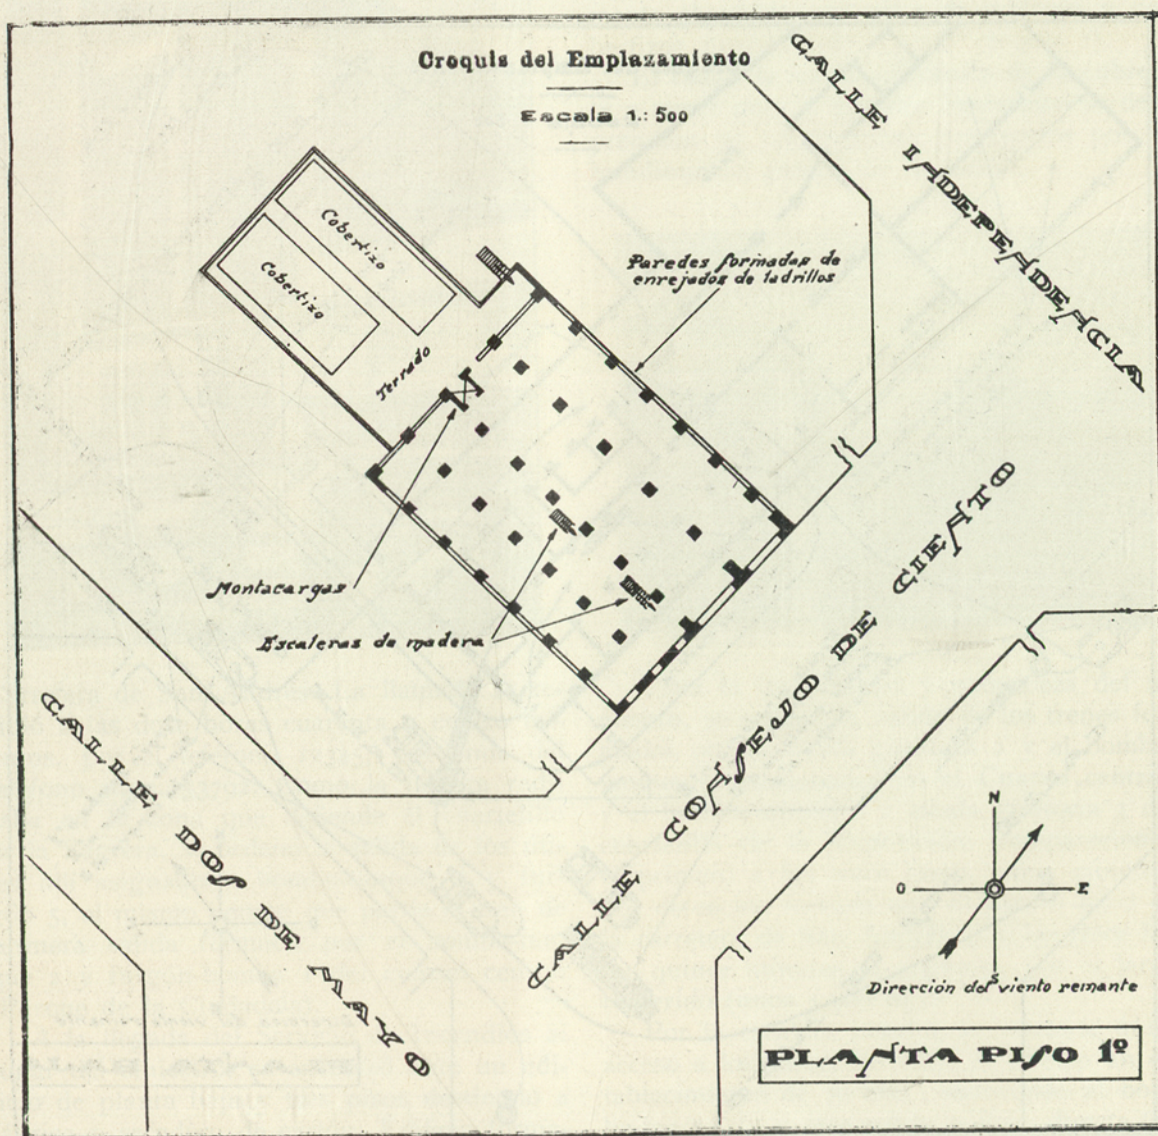 Croquis del Emplazamiento
Escala 1.: 500
CALLE INDEPENDENCIA
Cobertizo
Cobertizo
Paredes formadas de
enrejados de ladrillos
Terrado
Montacargas
Escaleras de madera
CALLE CONSEJO DE CIENTO
CALLE DOS DE MAYO
N
O
E
S
Dirección del viento reinante
PLANTA PISO 1º